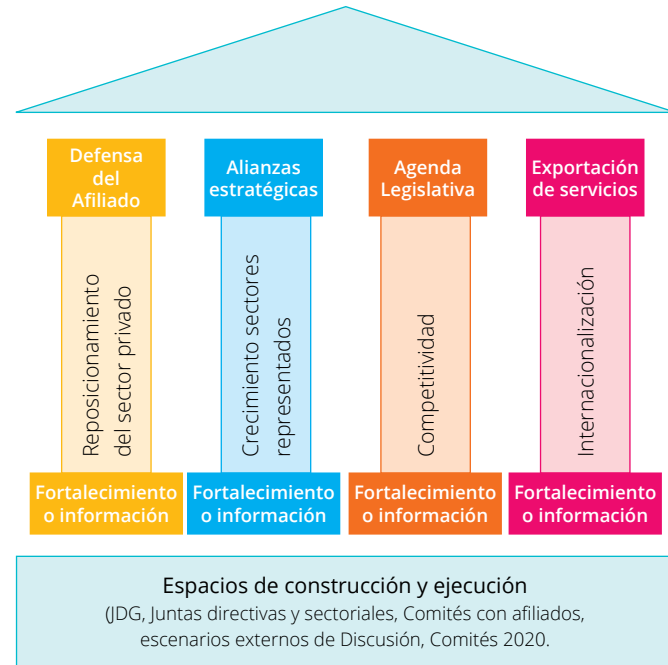 Defensa
del
Afiliado
Alianzas
estratégicas
Agenda
Legislativa
Exportación
de servicios
Reposicionamiento
del sector privado
Crecimiento sectores
representados
Competitividad
Internacionalización
Fortalecimiento
o información
Fortalecimiento
o información
Fortalecimiento
o información
Fortalecimiento
o información
Espacios de construcción y ejecución
(JDG, Juntas directivas y sectoriales, Comités con afiliados,
escenarios externos de Discusión, Comités 2020.